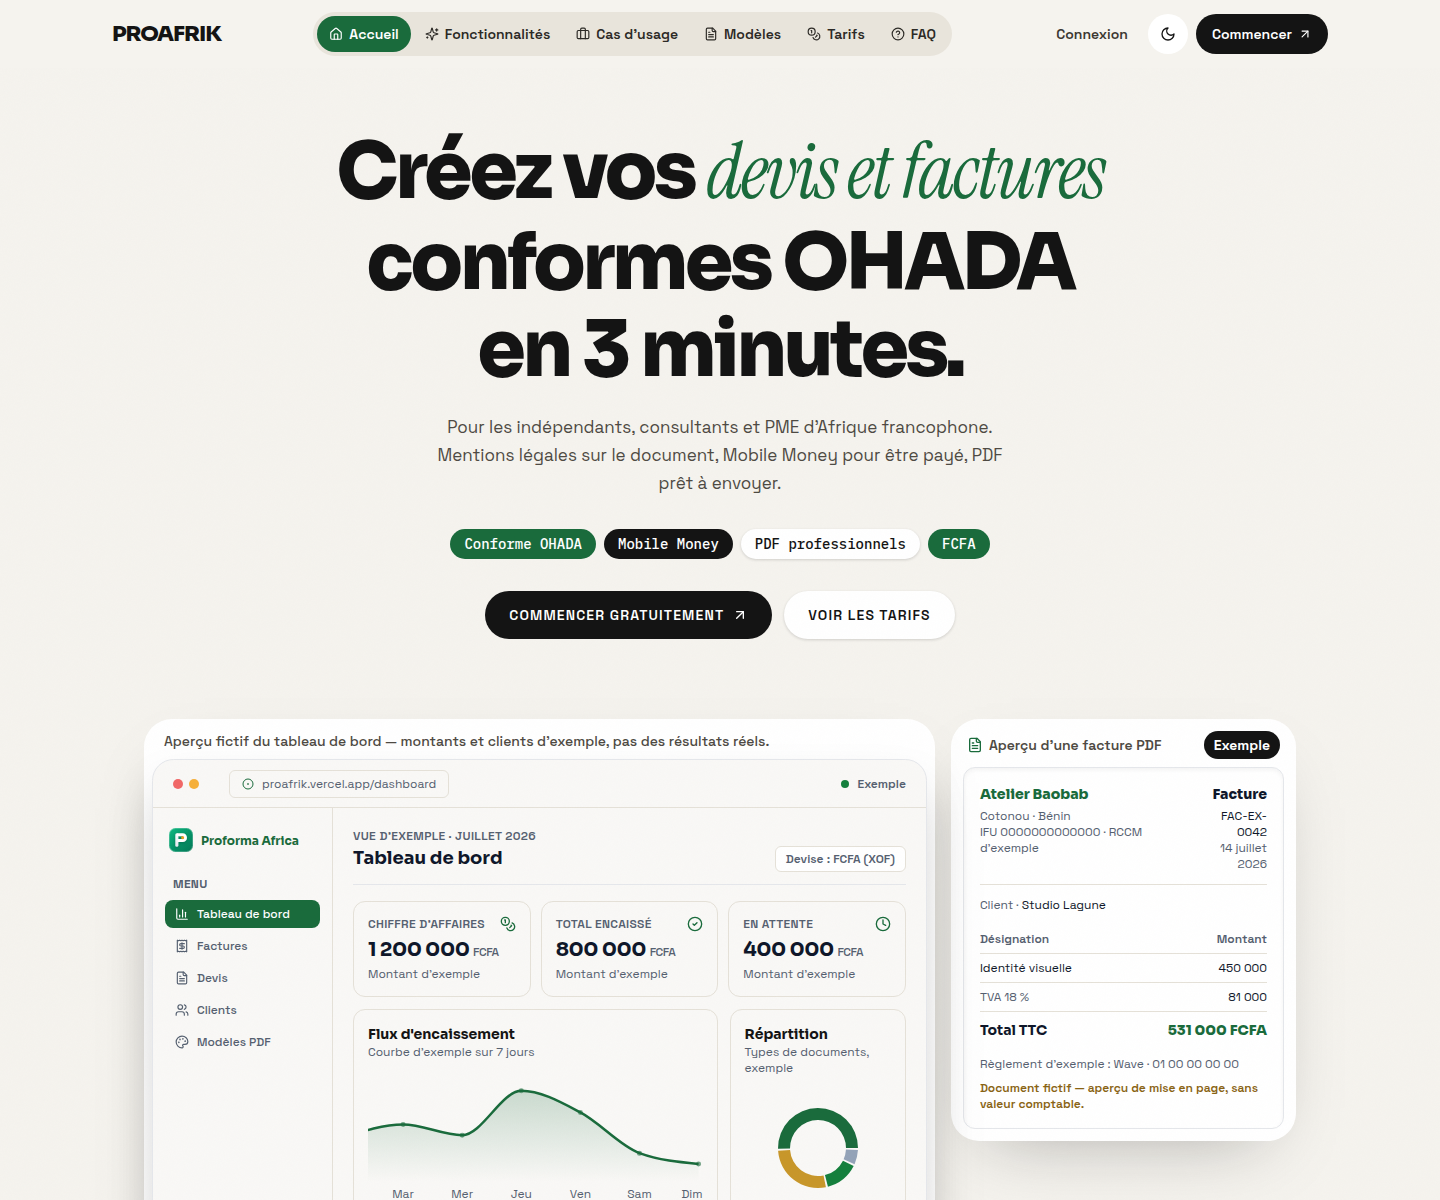 PROAFRIK
Accueil
Fonctionnalités
Cas d'usage
Modèles
Tarifs
FAQ
Connexion
Commencer
Créez vos devis et factures
conformes OHADA
en 3 minutes.
Pour les indépendants, consultants et PME d'Afrique francophone.
Mentions légales sur le document, Mobile Money pour être payé, PDF
prêt à envoyer.
Conforme OHADA
Mobile Money
PDF professionnels
FCFA
COMMENCER GRATUITEMENT
VOIR LES TARIFS
Aperçu fictif du tableau de bord — montants et clients d'exemple, pas des résultats réels.
proafrik.vercel.app/dashboard
Exemple
P
Proforma Africa
MENU
Tableau de bord
Factures
Devis
Clients
Modèles PDF
VUE D'EXEMPLE · JUILLET 2026
Tableau de bord
Devise : FCFA (XOF)
CHIFFRE D'AFFAIRES
1 200 000 FCFA
Montant d'exemple
TOTAL ENCAISSÉ
800 000 FCFA
Montant d'exemple
EN ATTENTE
400 000 FCFA
Montant d'exemple
Flux d'encaissement
Courbe d'exemple sur 7 jours
Mar
Mer
Jeu
Ven
Sam
Dim
Répartition
Types de documents,
exemple
Aperçu d'une facture PDF
Exemple
Atelier Baobab
Cotonou · Bénin
IFU 0000000000000 · RCCM
d'exemple
Facture
FAC-EX-
0042
14 juillet
2026
Client · Studio Lagune
Désignation
Montant
Identité visuelle
450 000
TVA 18 %
81 000
Total TTC
531 000 FCFA
Règlement d'exemple : Wave · 01 00 00 00 00
Document fictif — aperçu de mise en page, sans
valeur comptable.